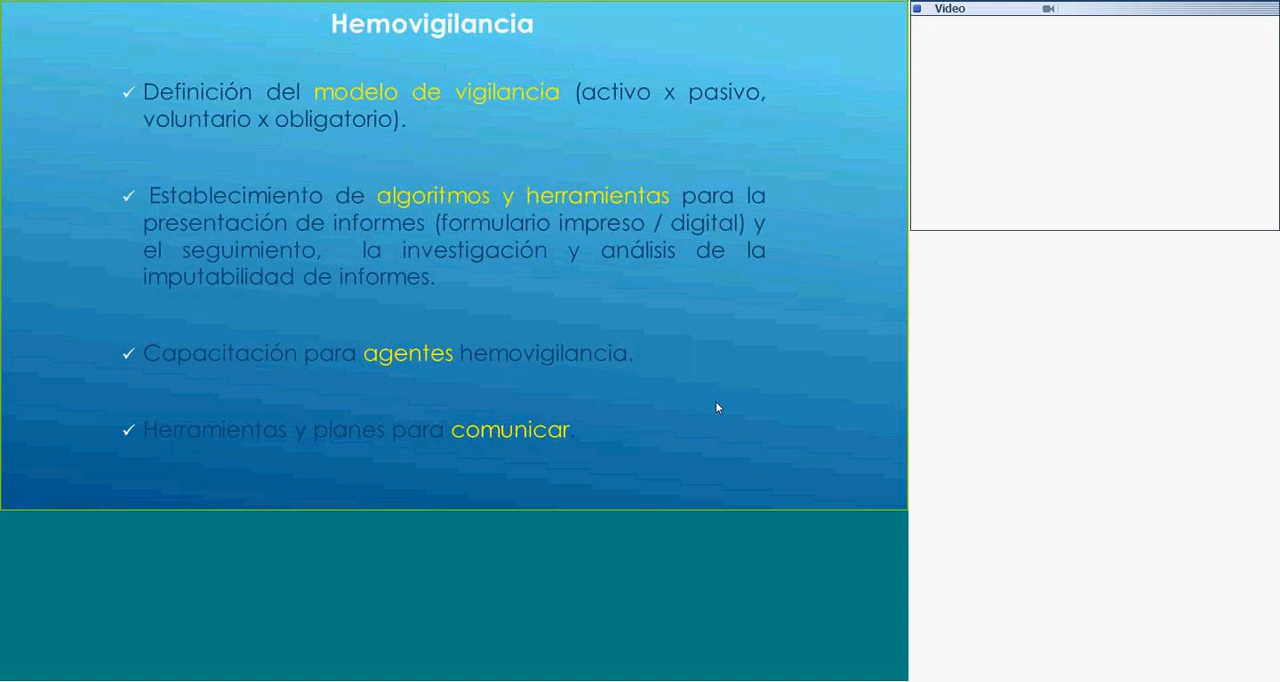 Hemovigilancia
Definición del modelo de vigilancia (activo x pasivo,
voluntario x obligatorio).
Establecimiento de algoritmos y herramientas para la
presentación de informes (formulario impreso / digital) y
el seguimiento, la investigación y análisis de la
imputabilidad de informes.
Capacitación para agentes hemovigilancia.
Herramientas y planes para comunicar.
Video